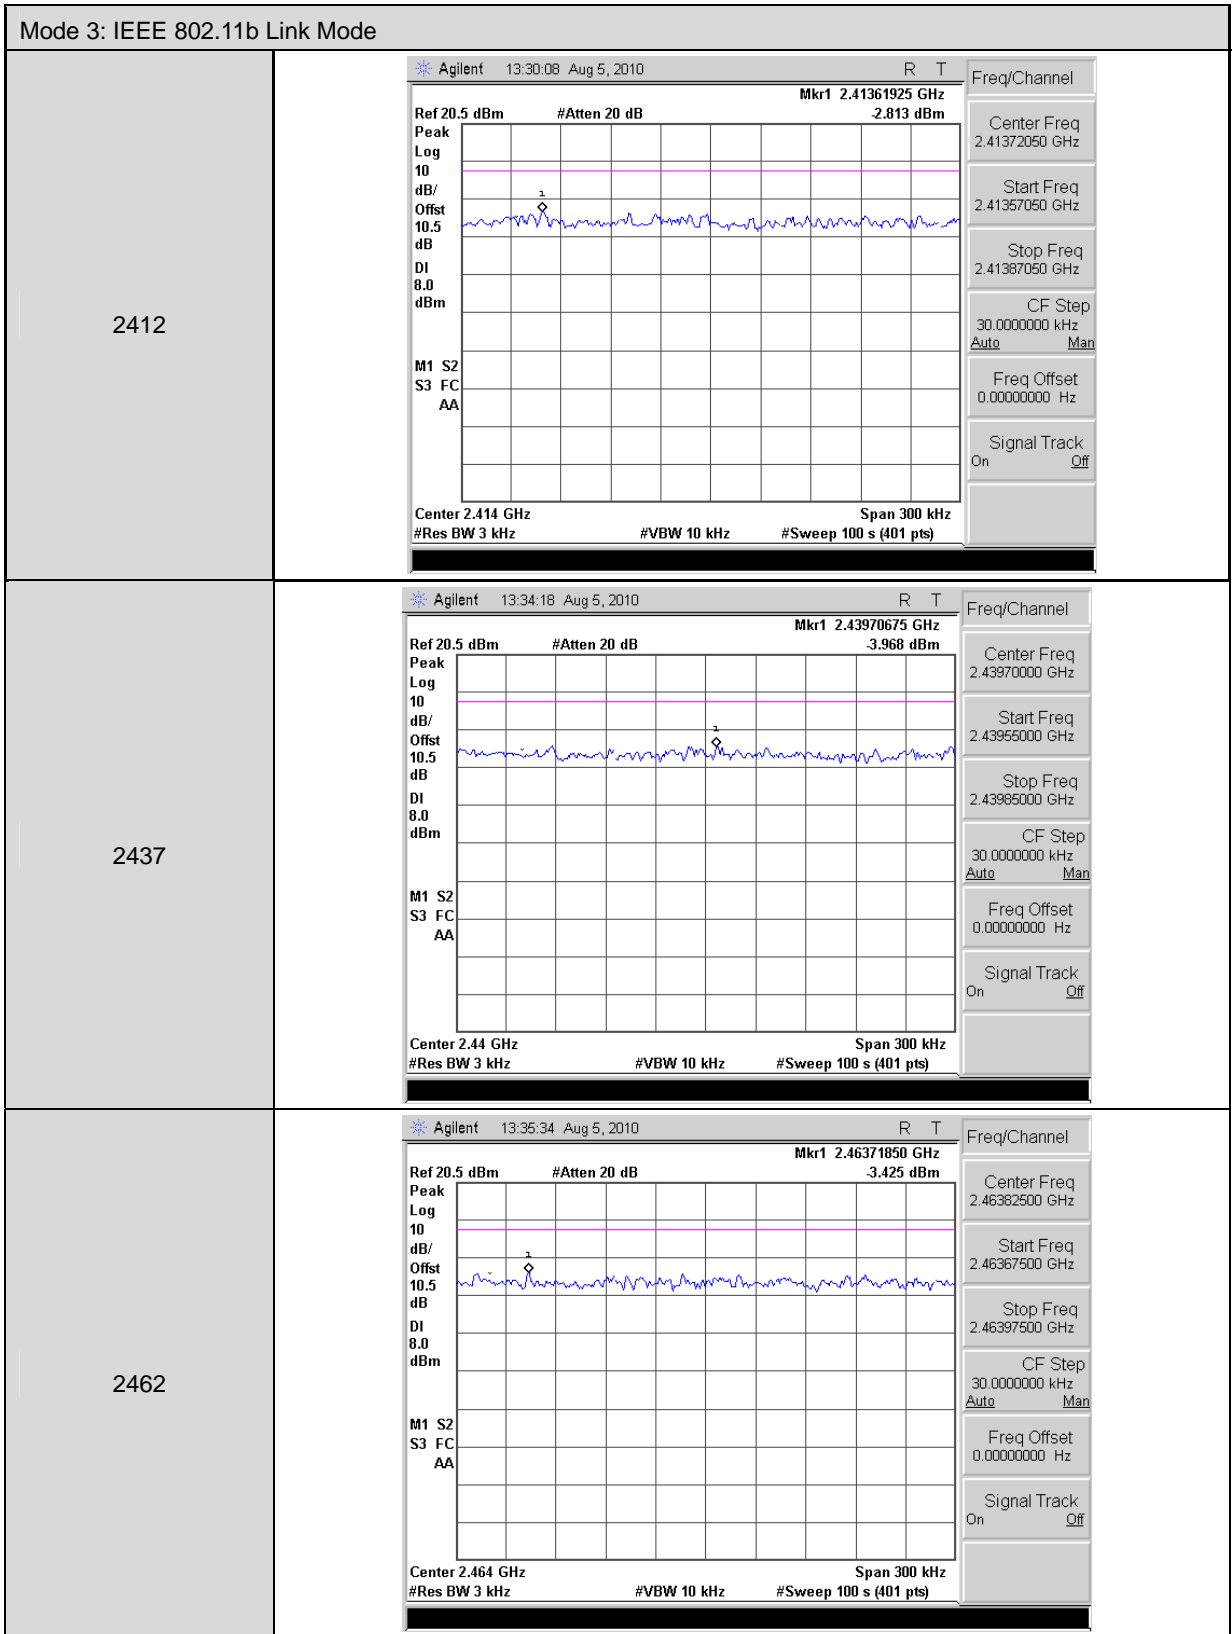 Mode 3: IEEE 802.11b Link Mode
2412
Agilent 13:30:08 Aug 5, 2010 R T
Mkr1 2.41361925 GHz
Ref 20.5 dBm #Atten 20 dB -2.813 dBm
Peak
Log
10
dB/
Offst
10.5
dB
DI
8.0
dBm
M1 S2
S3 FC
AA
1
Center 2.414 GHz Span 300 kHz
#Res BW 3 kHz #VBW 10 kHz #Sweep 100 s (401 pts)
Freq/Channel
Center Freq
2.41372050 GHz
Start Freq
2.41357050 GHz
Stop Freq
2.41387050 GHz
CF Step
30.0000000 kHz
Auto Man
Freq Offset
0.00000000 Hz
Signal Track
On Off
2437
Agilent 13:34:18 Aug 5, 2010 R T
Mkr1 2.43970675 GHz
Ref 20.5 dBm #Atten 20 dB -3.968 dBm
Peak
Log
10
dB/
Offst
10.5
dB
DI
8.0
dBm
M1 S2
S3 FC
AA
1
Center 2.44 GHz Span 300 kHz
#Res BW 3 kHz #VBW 10 kHz #Sweep 100 s (401 pts)
Freq/Channel
Center Freq
2.43970000 GHz
Start Freq
2.43955000 GHz
Stop Freq
2.43985000 GHz
CF Step
30.0000000 kHz
Auto Man
Freq Offset
0.00000000 Hz
Signal Track
On Off
2462
Agilent 13:35:34 Aug 5, 2010 R T
Mkr1 2.46371850 GHz
Ref 20.5 dBm #Atten 20 dB -3.425 dBm
Peak
Log
10
dB/
Offst
10.5
dB
DI
8.0
dBm
M1 S2
S3 FC
AA
1
Center 2.464 GHz Span 300 kHz
#Res BW 3 kHz #VBW 10 kHz #Sweep 100 s (401 pts)
Freq/Channel
Center Freq
2.46382500 GHz
Start Freq
2.46367500 GHz
Stop Freq
2.46397500 GHz
CF Step
30.0000000 kHz
Auto Man
Freq Offset
0.00000000 Hz
Signal Track
On Off